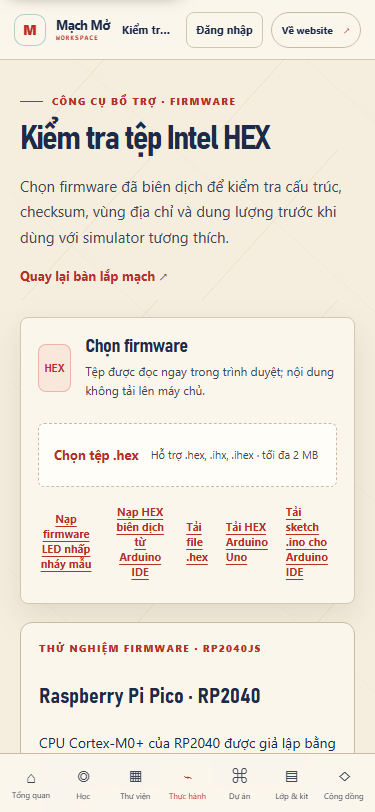 M
Mạch Mở
WORKSPACE
Kiểm tr...
Đăng nhập
Về website ↗
CÔNG CỤ BỔ TRỢ · FIRMWARE
Kiểm tra tệp Intel HEX
Chọn firmware đã biên dịch để kiểm tra cấu trúc,
checksum, vùng địa chỉ và dung lượng trước khi
dùng với simulator tương thích.
Quay lại bàn lắp mạch ↗
HEX
Chọn firmware
Tệp được đọc ngay trong trình duyệt; nội dung
không tải lên máy chủ.
Chọn tệp .hex
Hỗ trợ .hex, .ihx, .ihex · tối đa 2 MB
Nạp
firmware
LED nhấp
nháy mẫu
Nạp HEX
biên dịch
từ
Arduino
IDE
Tải
file
.hex
Tải HEX
Arduino
Uno
Tải
sketch
.ino cho
Arduino
IDE
THỬ NGHIỆM FIRMWARE · RP2040JS
Raspberry Pi Pico · RP2040
CPU Cortex-M0+ của RP2040 được giả lập bằng
Tổng quan
Học
Thư viện
Thực hành
Dự án
Lớp & kit
Cộng đồng